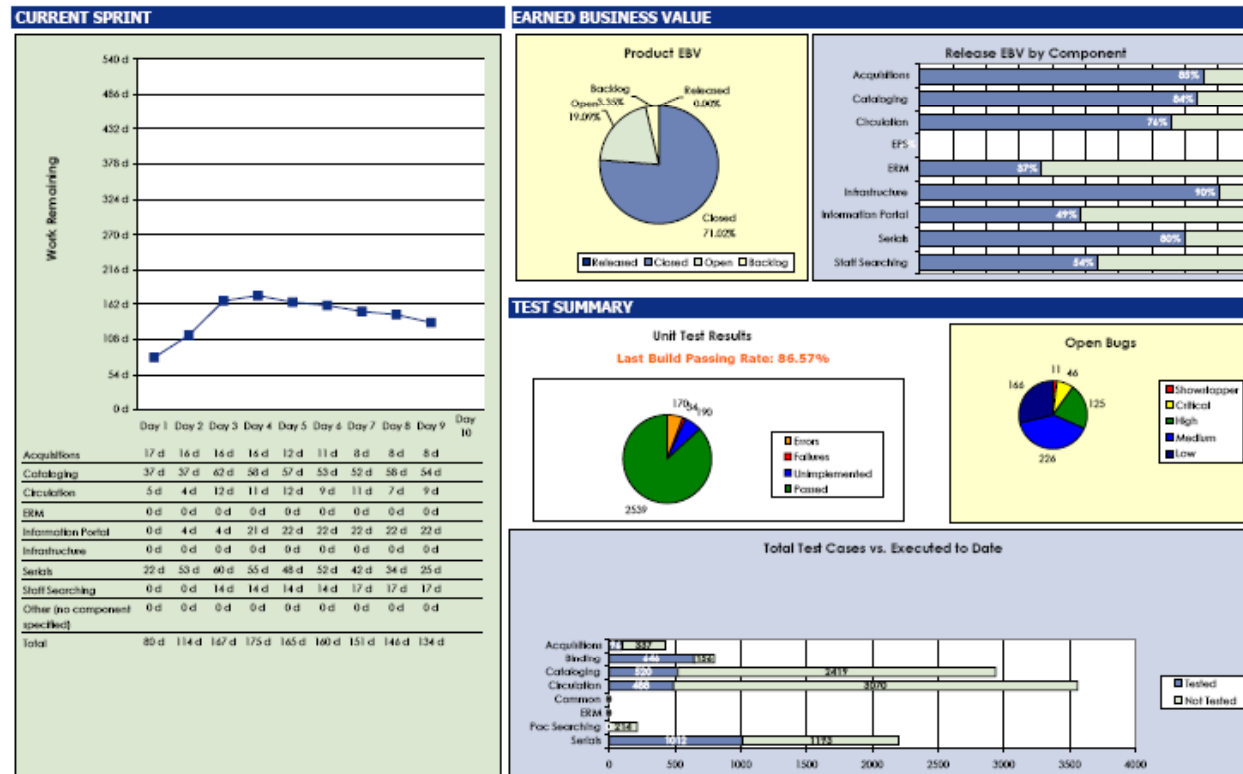 CURRENT SPRINT
540 d
486 d
432 d
378 d
324 d
270 d
216 d
162 d
108 d
54 d
0 d
Work Remaining
Day 1 Day 2 Day 3 Day 4 Day 5 Day 6 Day 7 Day 8 Day 9 Day 10
Acquisitions 17 d 16 d 16 d 16 d 12 d 11 d 8 d 8 d 8 d
Cataloging 37 d 37 d 62 d 58 d 57 d 53 d 52 d 58 d 54 d
Circulation 5 d 4 d 12 d 11 d 12 d 9 d 11 d 7 d 9 d
ERM 0 d 0 d 0 d 0 d 0 d 0 d 0 d 0 d 0 d
Information Portal 0 d 4 d 4 d 21 d 22 d 22 d 22 d 22 d 22 d
Infrastructure 0 d 0 d 0 d 0 d 0 d 0 d 0 d 0 d 0 d
Serials 22 d 53 d 60 d 55 d 48 d 52 d 42 d 34 d 25 d
Staff Searching 0 d 0 d 14 d 14 d 14 d 14 d 17 d 17 d 17 d
Other (no component specified) 0 d 0 d 0 d 0 d 0 d 0 d 0 d 0 d 0 d
Total 80 d 114 d 167 d 175 d 165 d 160 d 151 d 146 d 134 d
EARNED BUSINESS VALUE
Product EBV
Backlog 3.35%
Released 0.00%
Open 19.09%
Closed 71.02%
Released Closed Open Backlog
Release EBV by Component
Acquisitions 85%
Cataloging 84%
Circulation 76%
EPS
ERM 37%
Infrastructure 90%
Information Portal 49%
Serials 80%
Staff Searching 54%
TEST SUMMARY
Unit Test Results
Last Build Passing Rate: 86.57%
170 54 190
2539
Errors
Failures
Unimplemented
Passed
Open Bugs
11 46
166
125
226
Showstopper
Critical
High
Medium
Low
Total Test Cases vs. Executed to Date
Acquisitions 337
Binding 646 156
Cataloging 520 2419
Circulation 488 3070
Common
ERM
Pac Searching 214
Serials 1012 1193
0 500 1000 1500 2000 2500 3000 3500 4000
Tested
Not Tested